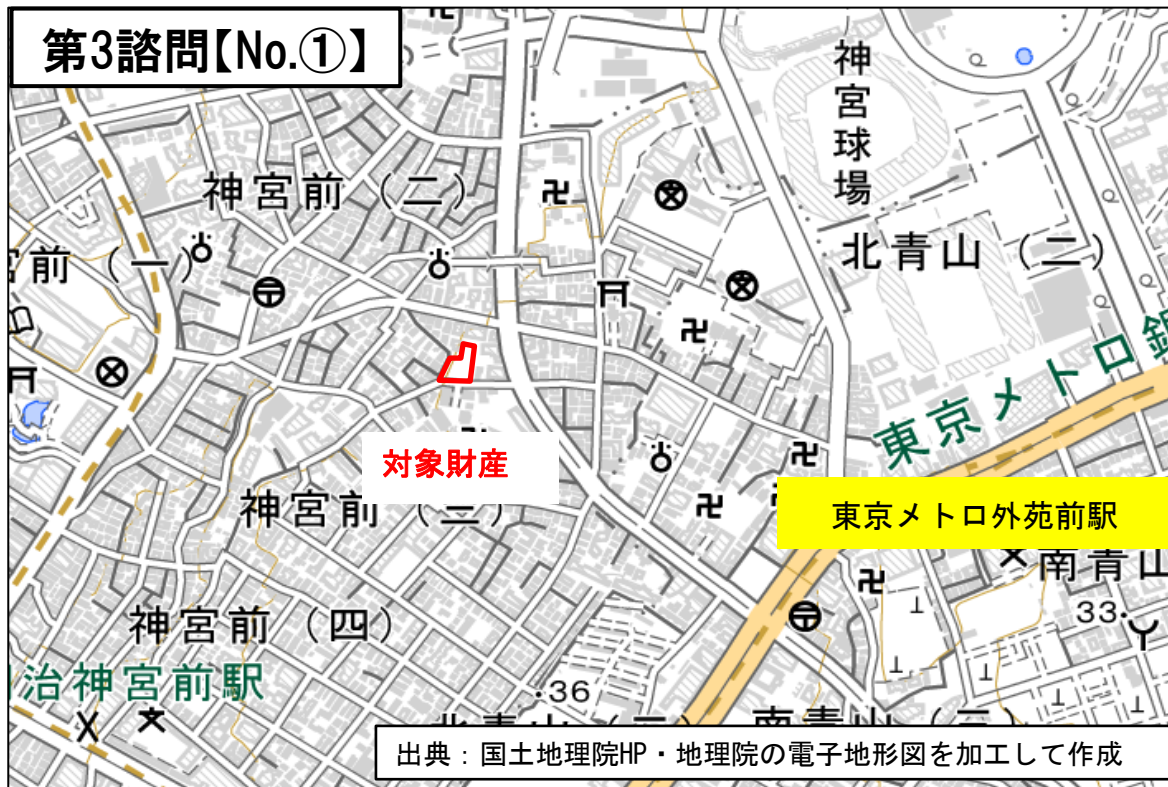 第3諮問【No.①】
神宮球場
神宮前（二）
北青山（二）
宮前（一）
東京メトロ銀
対象財産
神宮前（三）
東京メトロ外苑前駅
南青山
33
神宮前（四）
治神宮前駅
36
北青山（三）
南青山（三）
出典：国土地理院HP・地理院の電子地形図を加工して作成